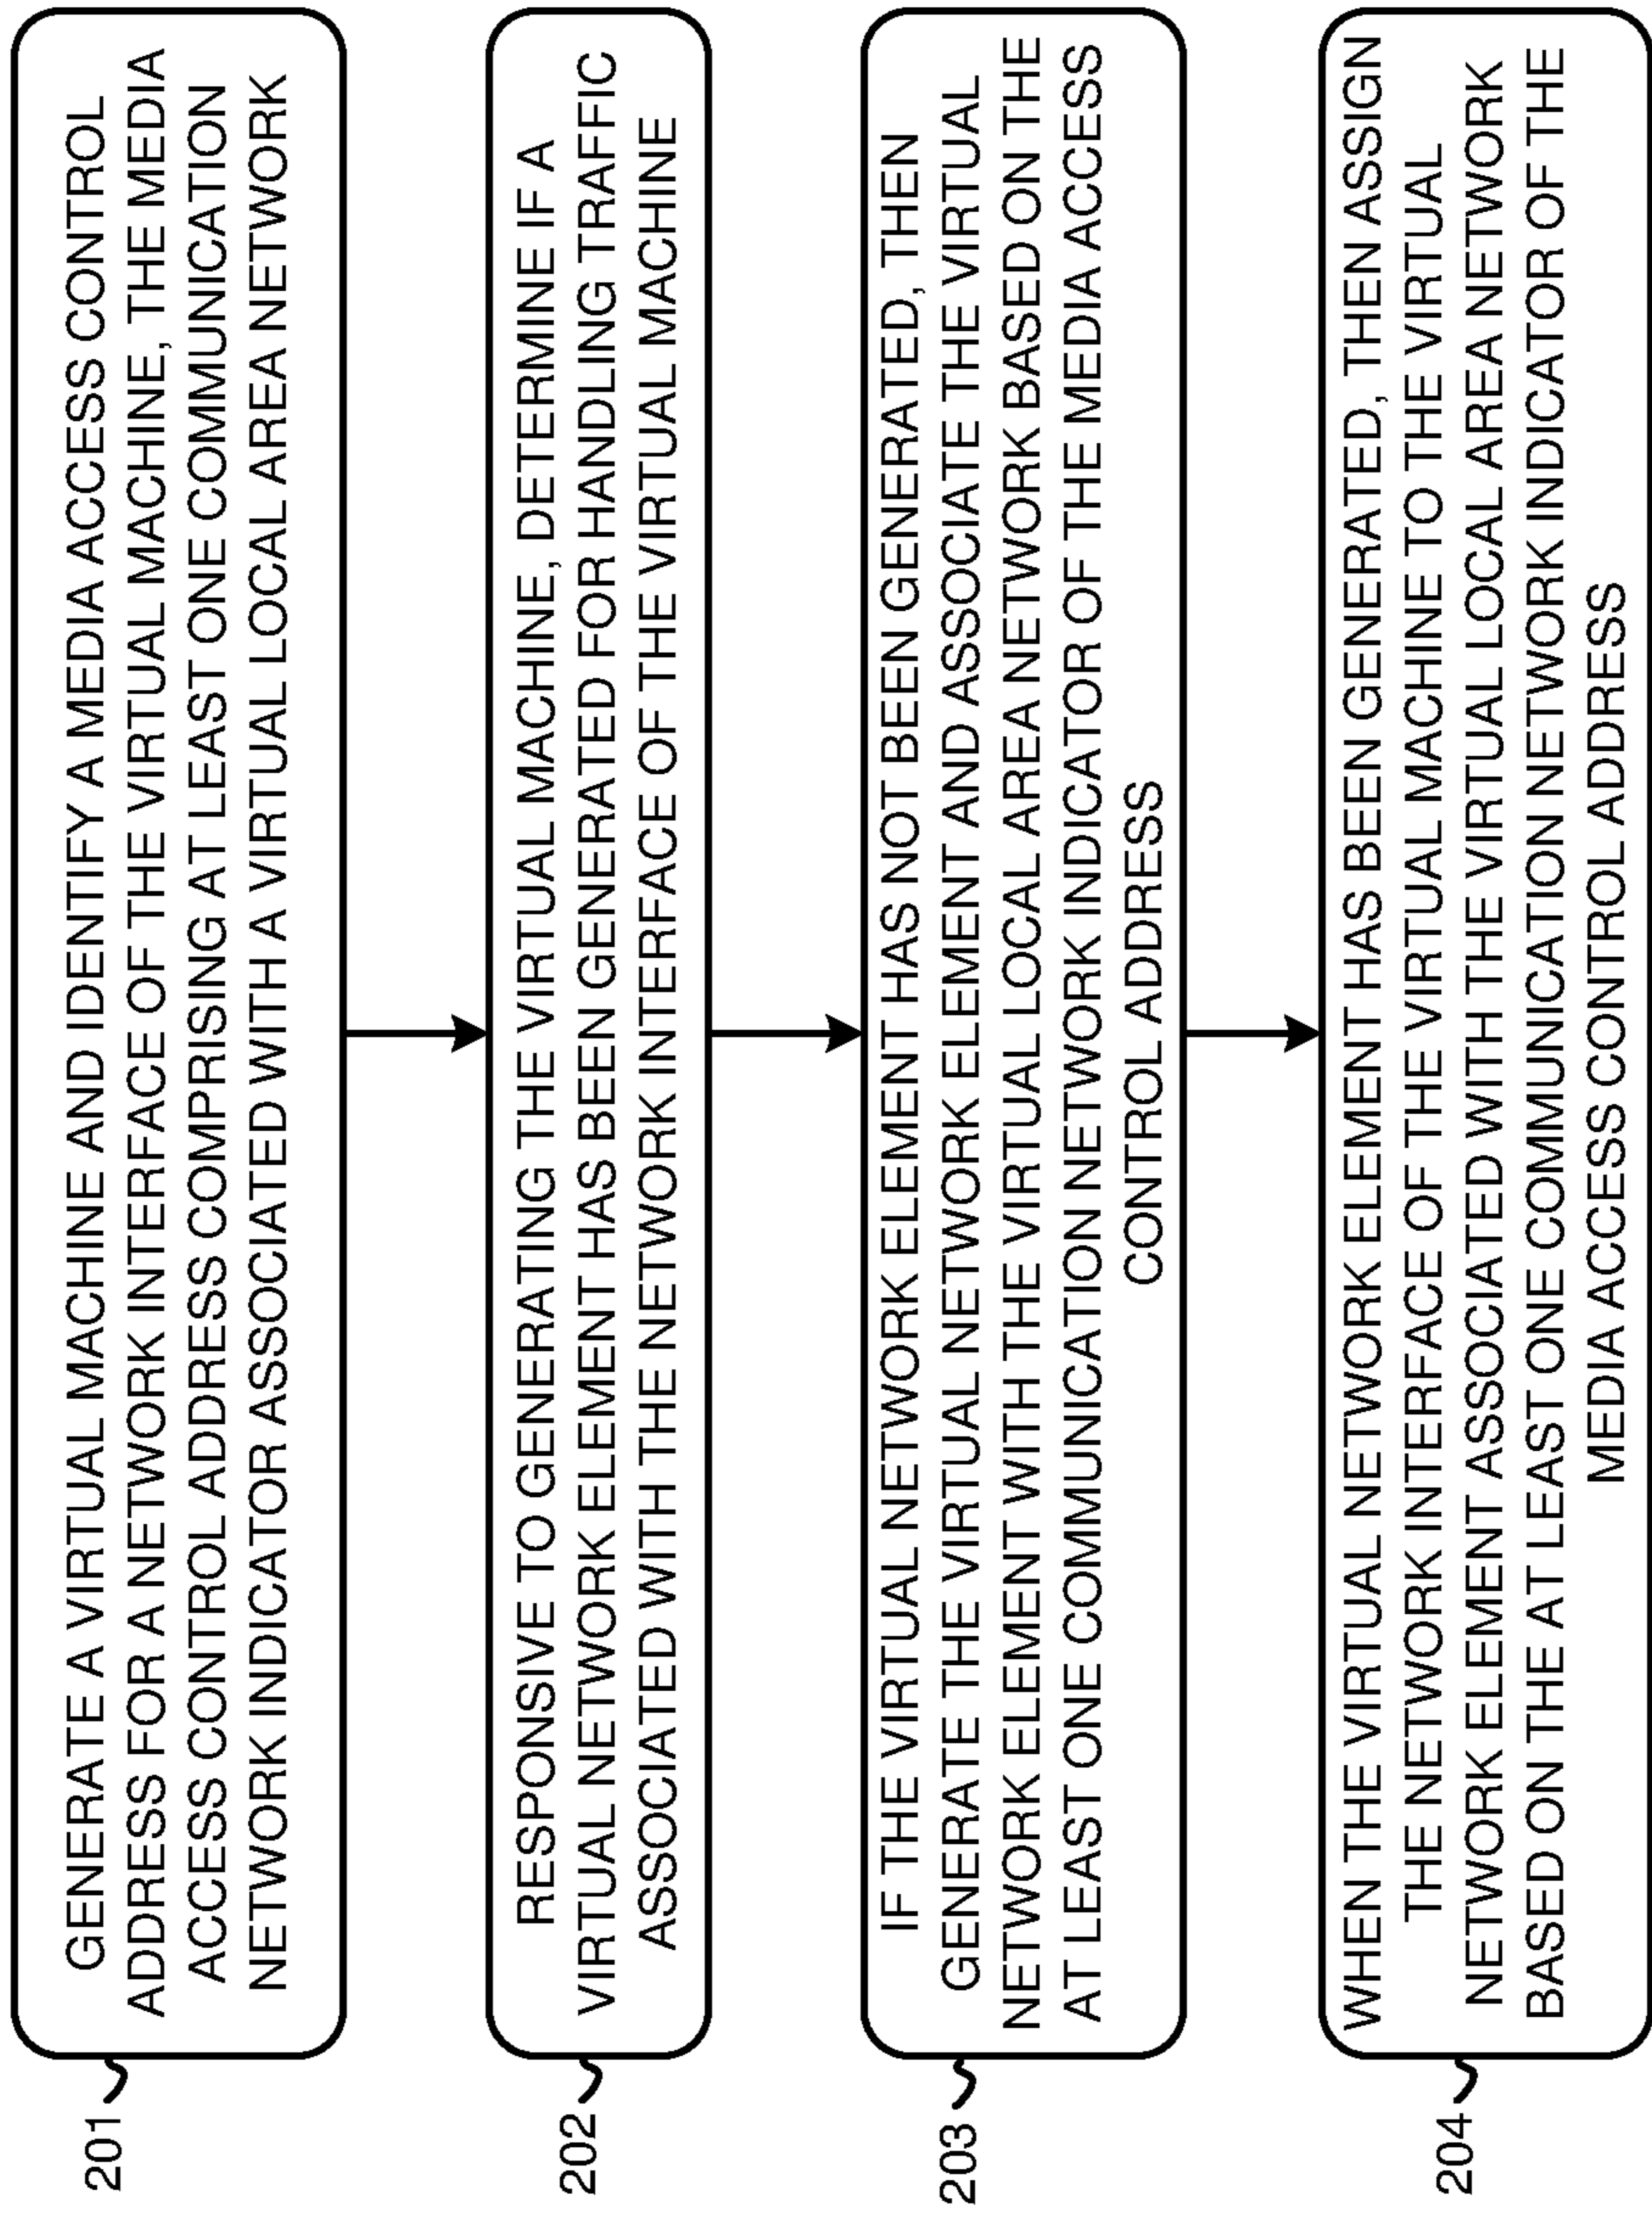 201
GENERATE A VIRTUAL MACHINE AND IDENTIFY A MEDIA ACCESS CONTROL
ADDRESS FOR A NETWORK INTERFACE OF THE VIRTUAL MACHINE, THE MEDIA
ACCESS CONTROL ADDRESS COMPRISING AT LEAST ONE COMMUNICATION
NETWORK INDICATOR ASSOCIATED WITH A VIRTUAL LOCAL AREA NETWORK
202
RESPONSIVE TO GENERATING THE VIRTUAL MACHINE, DETERMINE IF A
VIRTUAL NETWORK ELEMENT HAS BEEN GENERATED FOR HANDLING TRAFFIC
ASSOCIATED WITH THE NETWORK INTERFACE OF THE VIRTUAL MACHINE
203
IF THE VIRTUAL NETWORK ELEMENT HAS NOT BEEN GENERATED, THEN
GENERATE THE VIRTUAL NETWORK ELEMENT AND ASSOCIATE THE VIRTUAL
NETWORK ELEMENT WITH THE VIRTUAL LOCAL AREA NETWORK BASED ON THE
AT LEAST ONE COMMUNICATION NETWORK INDICATOR OF THE MEDIA ACCESS
CONTROL ADDRESS
204
WHEN THE VIRTUAL NETWORK ELEMENT HAS BEEN GENERATED, THEN ASSIGN
THE NETWORK INTERFACE OF THE VIRTUAL MACHINE TO THE VIRTUAL
NETWORK ELEMENT ASSOCIATED WITH THE VIRTUAL LOCAL AREA NETWORK
BASED ON THE AT LEAST ONE COMMUNICATION NETWORK INDICATOR OF THE
MEDIA ACCESS CONTROL ADDRESS